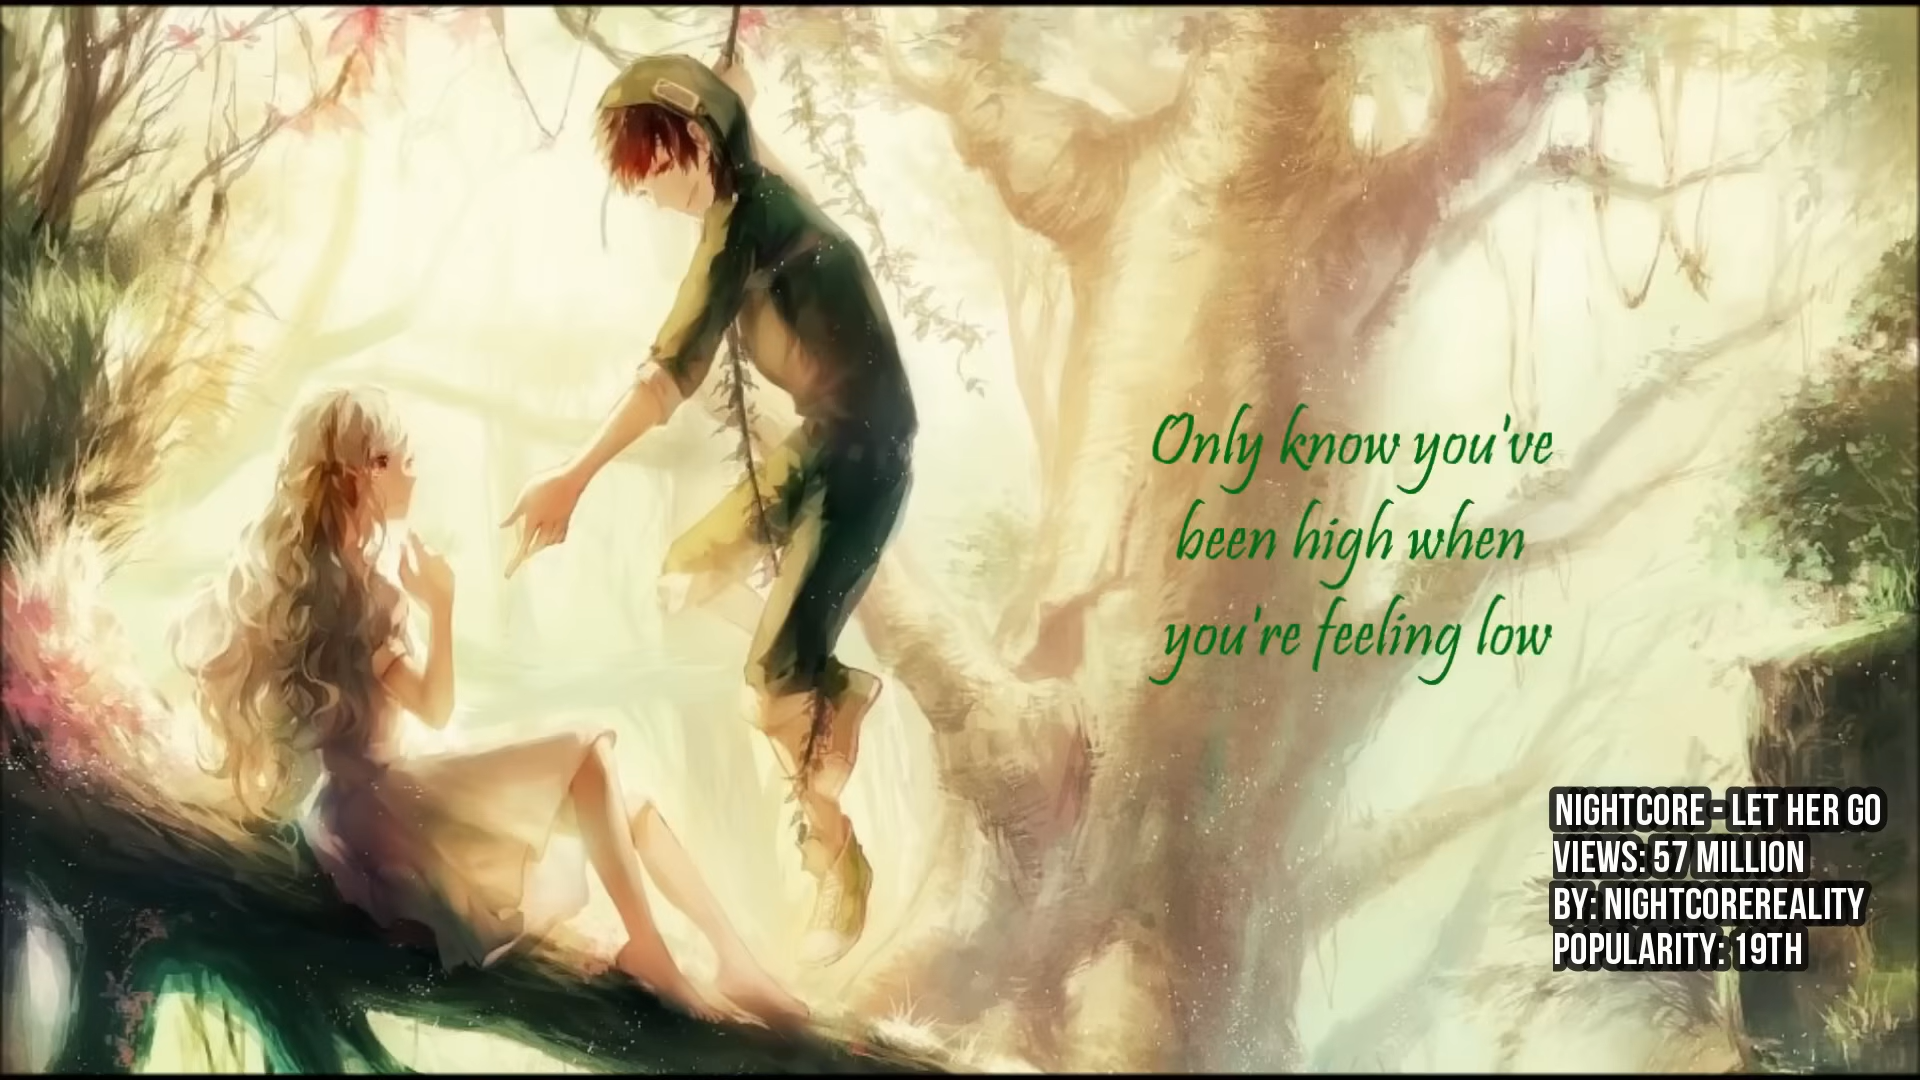 Only know you've
been high when
you're feeling low
NIGHTCORE - LET HER GO
VIEWS: 57 MILLION
BY: NIGHTCOREREALITY
POPULARITY: 19TH